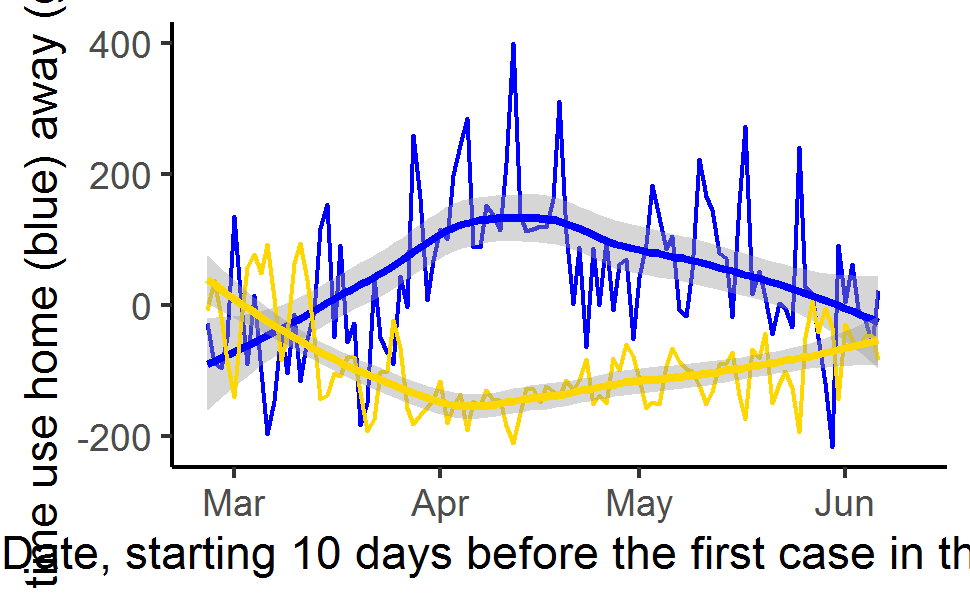 time use home (blue) away (
400
200
0
-200
Mar Apr May Jun
Date, starting 10 days before the first case in th